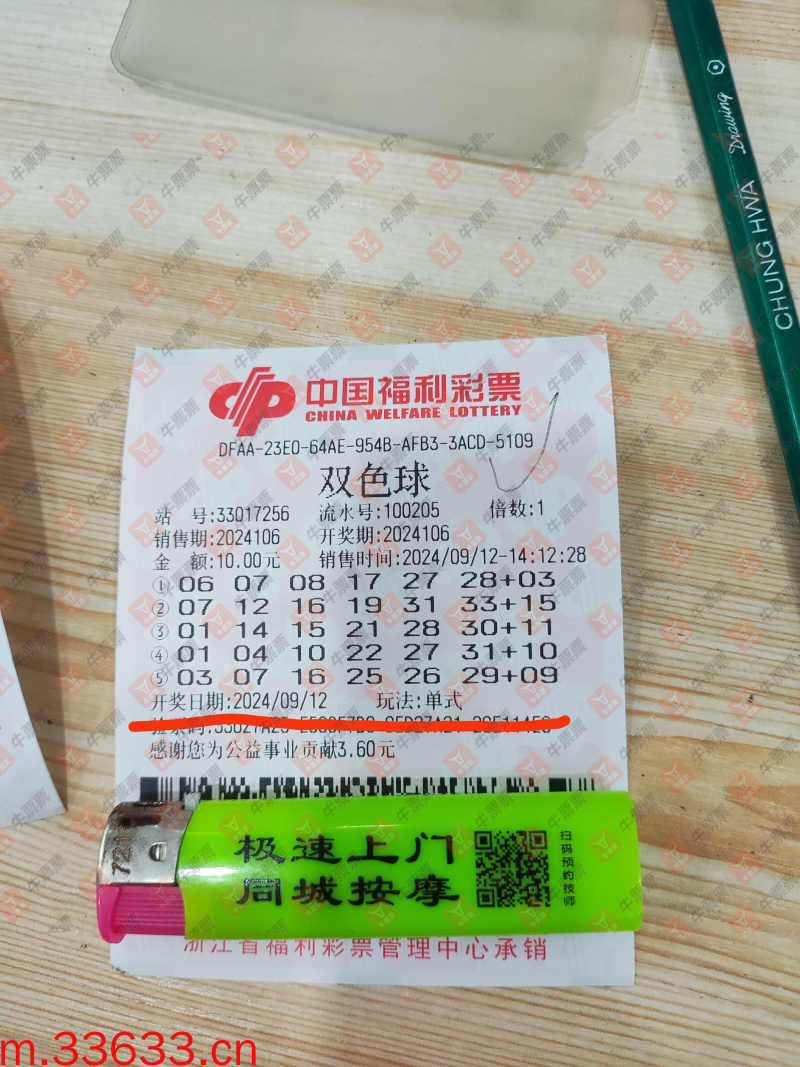 Drawing
CHUNG HWA
中国福利彩票
CHINA WELFARE LOTTERY
DFAA-23E0-64AE-954B-AFB3-3ACD-5109
双色球
站 号:33017256 流水号:100205 倍数:1
销售期:2024106 开奖期:2024106
金 额:10.00元 销售时间:2024/09/12-14:12:28
① 06 07 08 17 27 28+03
② 07 12 16 19 31 33+15
③ 01 14 15 21 28 30+11
④ 01 04 10 22 27 31+10
⑤ 03 07 16 25 26 29+09
开奖日期:2024/09/12 玩法:单式
感谢您为公益事业贡献3.60元
721
极速上门
同城按摩
扫码预约技师
浙江省福利彩票管理中心承销
m.33633.cn
牛票票